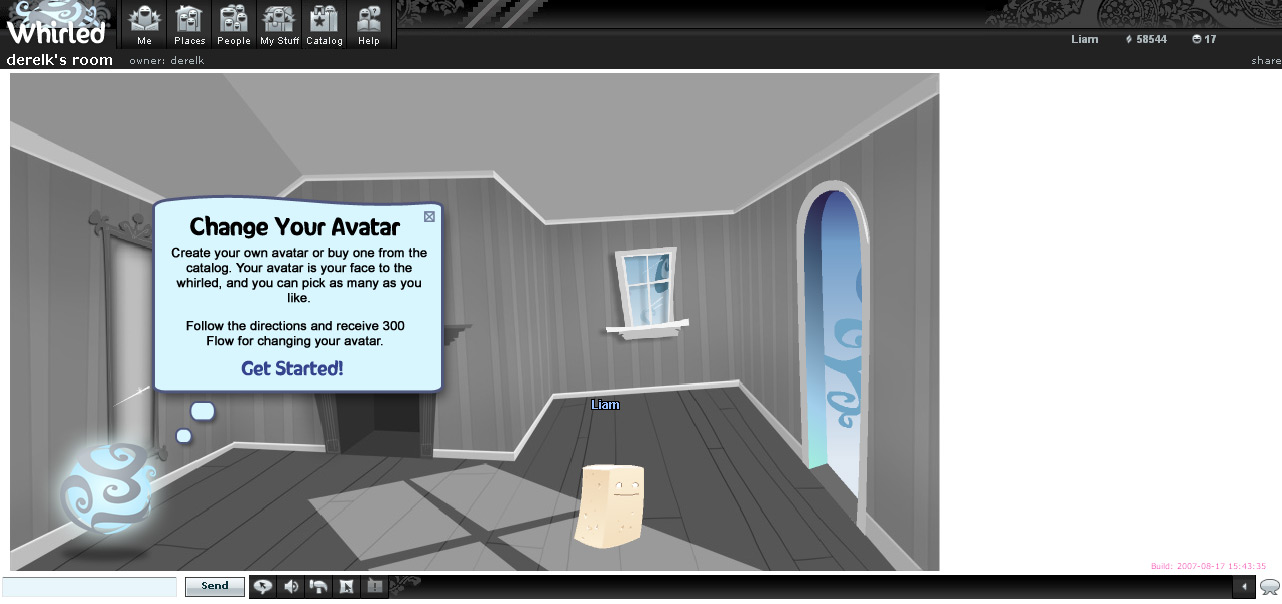 Whirled
Me Places People My Stuff Catalog Help
Liam 58544 17
derelk's room owner: derelk share
Change Your Avatar
Create your own avatar or buy one from the
catalog. Your avatar is your face to the
whirled, and you can pick as many as you
like.
Follow the directions and receive 300
Flow for changing your avatar.
Get Started!
Liam
Build: 2007-08-17 15:43:35
Send